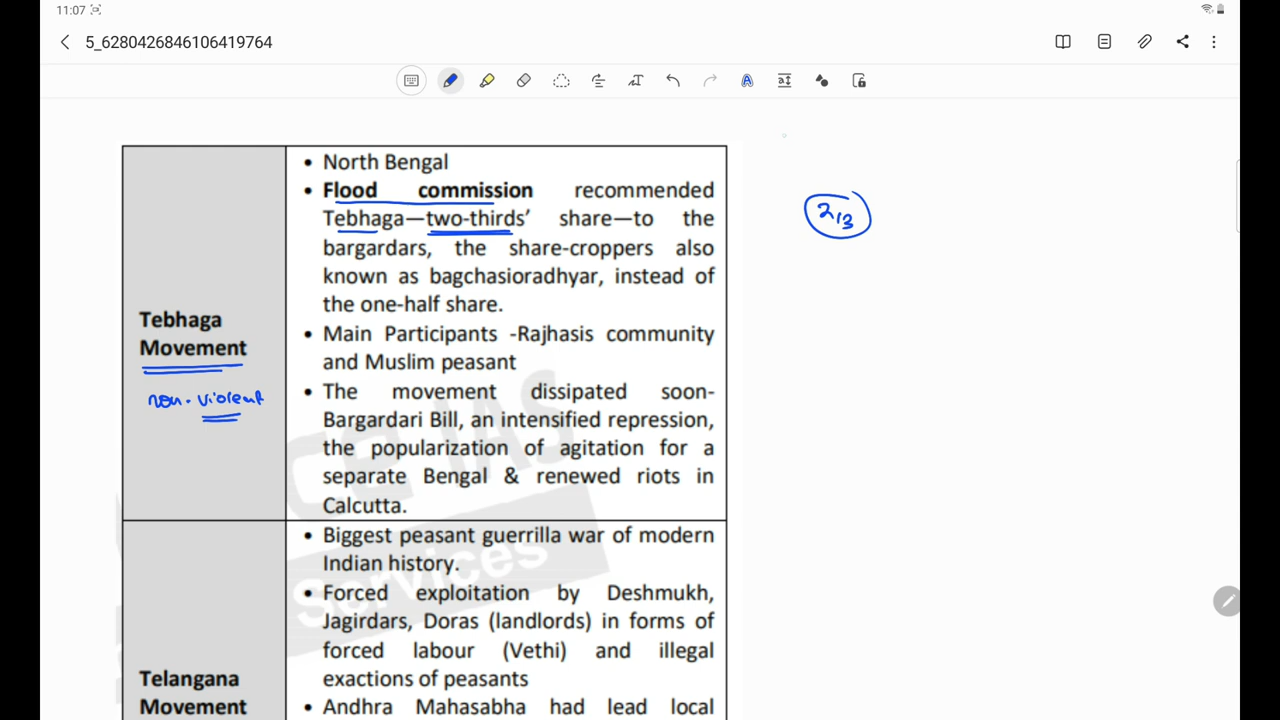 11:07
5_6280426846106419764
• North Bengal
• Flood commission recommended
Tebhaga—two-thirds’ share—to the
bargardars, the share-croppers also
known as bagchasioradhyar, instead of
the one-half share.
• Main Participants -Rajhasis community
and Muslim peasant
• The movement dissipated soon-
Bargardari Bill, an intensified repression,
the popularization of agitation for a
separate Bengal & renewed riots in
Calcutta.
Tebhaga
Movement
non-violent
2/3
• Biggest peasant guerrilla war of modern
Indian history.
• Forced exploitation by Deshmukh,
Jagirdars, Doras (landlords) in forms of
forced labour (Vethi) and illegal
exactions of peasants
• Andhra Mahasabha had lead local
Telangana
Movement
CE IAS
Services